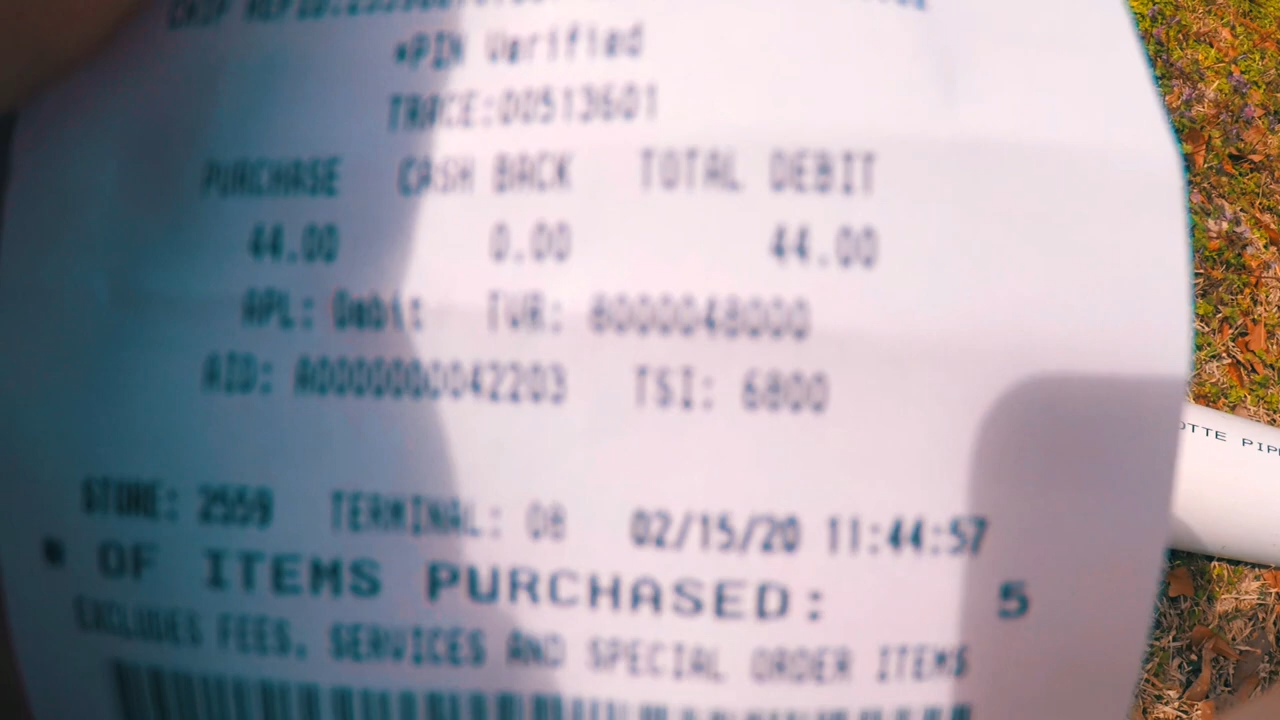 *PIN Verified
TRACE:00513601
PURCHASE CASH BACK TOTAL DEBIT
44.00 0.00 44.00
APL: Debit TVR: 8000048000
AID: A0000000042203 TSI: 6800
STORE: 2559 TERMINAL: 08 02/15/20 11:44:57
# OF ITEMS PURCHASED: 5
EXCLUDES FEES, SERVICES AND SPECIAL ORDER ITEMS
OTTE PIP